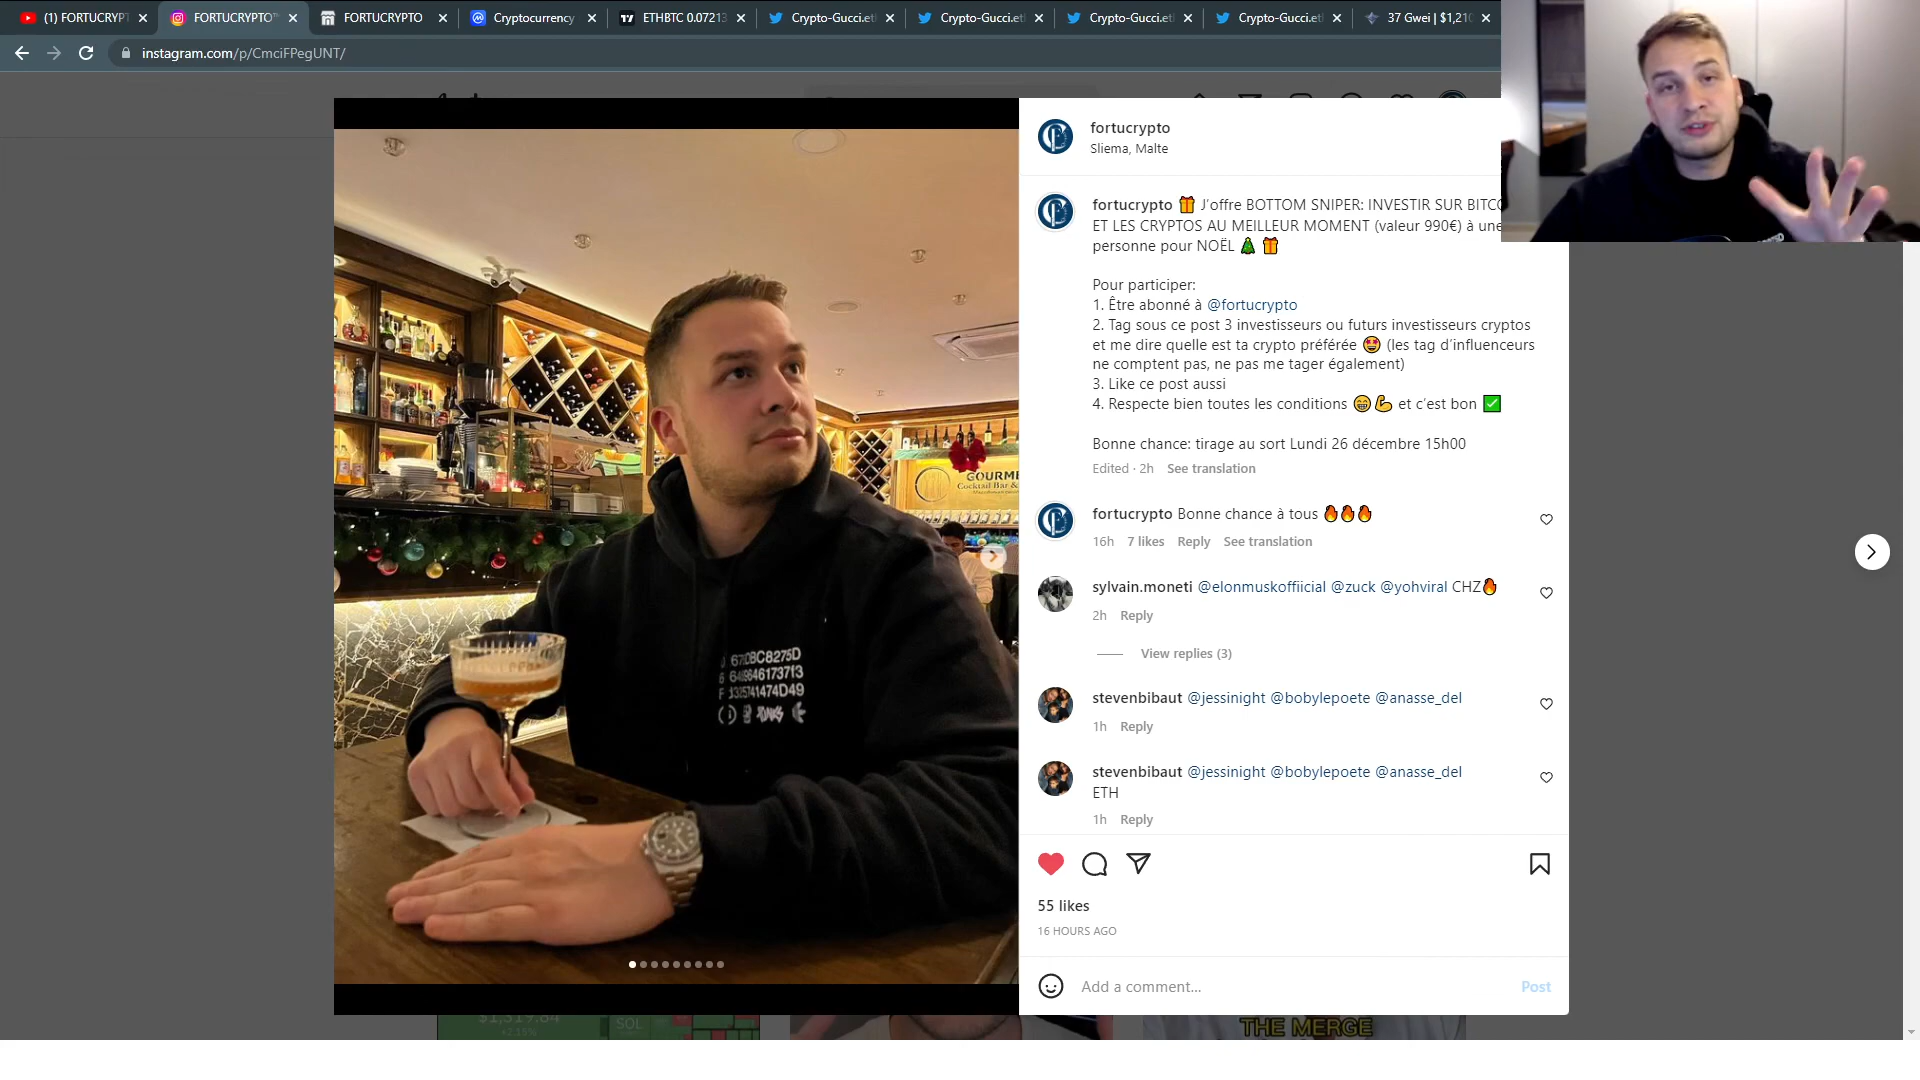 (1) FORTUCRYPT
FORTUCRYPTO
FORTUCRYPTO
Cryptocurrency
ETHBTC 0.07213
Crypto-Gucci.et
Crypto-Gucci.et
Crypto-Gucci.et
Crypto-Gucci.et
37 Gwei | $1,210
instagram.com/p/CmciFPegUNT/
fortucrypto
Sliema, Malte
fortucrypto 🎁 J'offre BOTTOM SNIPER: INVESTIR SUR BITCO
ET LES CRYPTOS AU MEILLEUR MOMENT (valeur 990€) à une
personne pour NOËL 🎄 🎁
Pour participer:
1. Être abonné à @fortucrypto
2. Tag sous ce post 3 investisseurs ou futurs investisseurs cryptos
et me dire quelle est ta crypto préférée 🤩 (les tag d'influenceurs
ne comptent pas, ne pas me tager également)
3. Like ce post aussi
4. Respecte bien toutes les conditions 😁💪 et c'est bon ✅
Bonne chance: tirage au sort Lundi 26 décembre 15h00
Edited · 2h See translation
fortucrypto Bonne chance à tous 🔥🔥🔥
16h 7 likes Reply See translation
sylvain.moneti @elonmuskoffiicial @zuck @yohviral CHZ🔥
2h Reply
View replies (3)
stevenbibaut @jessinight @bobylepoete @anasse_del
1h Reply
stevenbibaut @jessinight @bobylepoete @anasse_del
ETH
1h Reply
55 likes
16 HOURS AGO
Add a comment... Post
GOURME
Cocktail Bar &
$1,319.84
+2.15%
SOL
THE MERGE